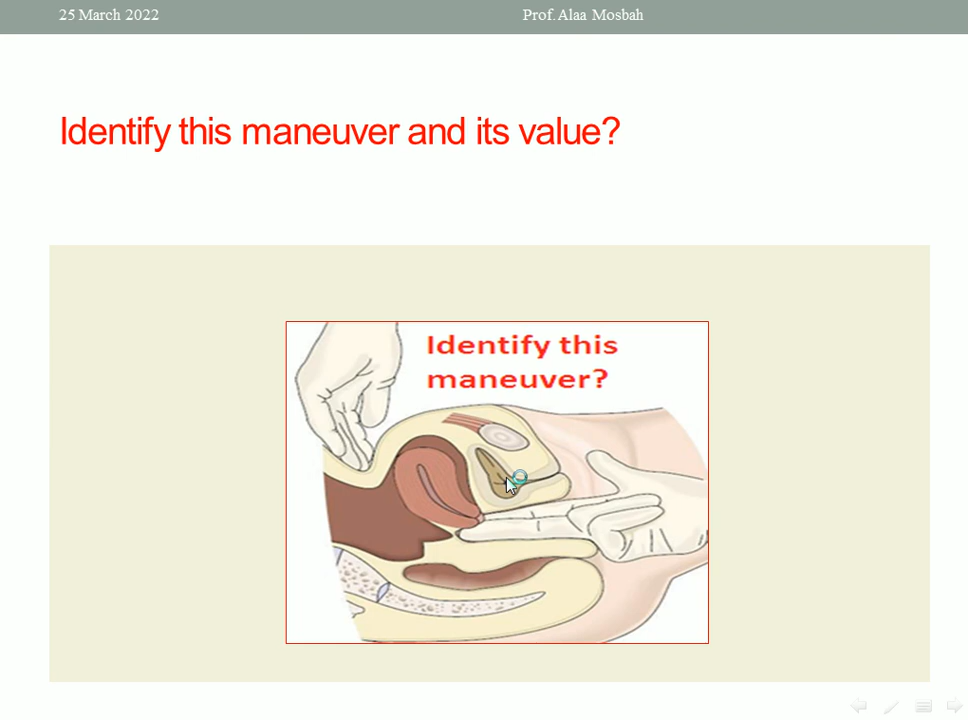 25 March 2022 Prof. Alaa Mosbah
Identify this maneuver and its value?
Identify this
maneuver?